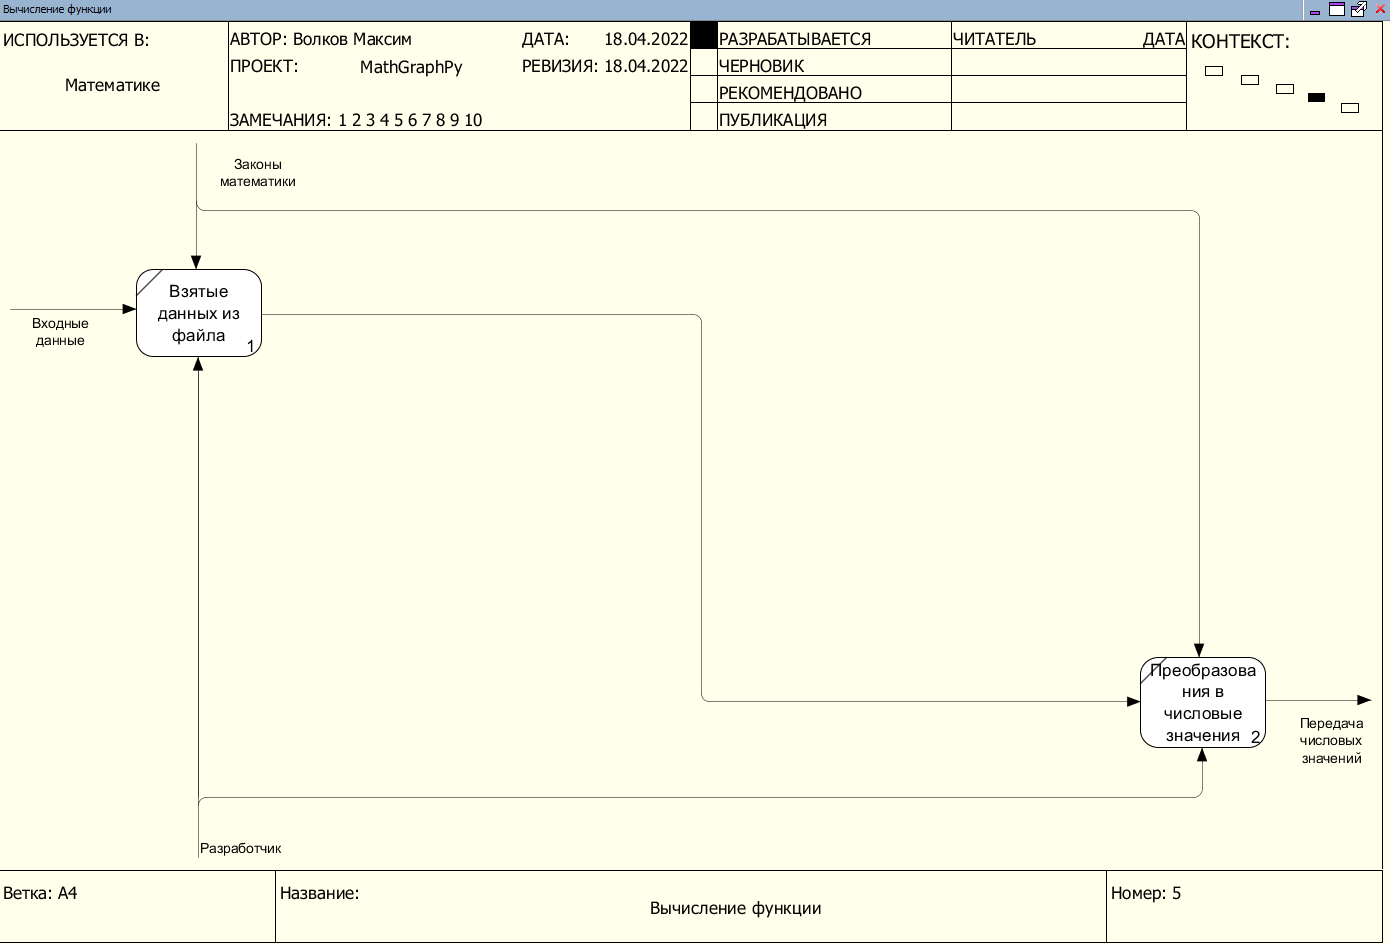 Вычисление функции
ИСПОЛЬЗУЕТСЯ В:
Математике
АВТОР: Волков Максим
ДАТА: 18.04.2022
ПРОЕКТ: MathGraphPy
РЕВИЗИЯ: 18.04.2022
ЗАМЕЧАНИЯ: 1 2 3 4 5 6 7 8 9 10
РАЗРАБАТЫВАЕТСЯ
ЧЕРНОВИК
РЕКОМЕНДОВАНО
ПУБЛИКАЦИЯ
ЧИТАТЕЛЬ ДАТА
КОНТЕКСТ:
Законы
математики
Входные
данные
Взятые
данных из
файла
1
Преобразова
ния в
числовые
значения 2
Передача
числовых
значений
Разработчик
Ветка: A4
Название:
Вычисление функции
Номер: 5